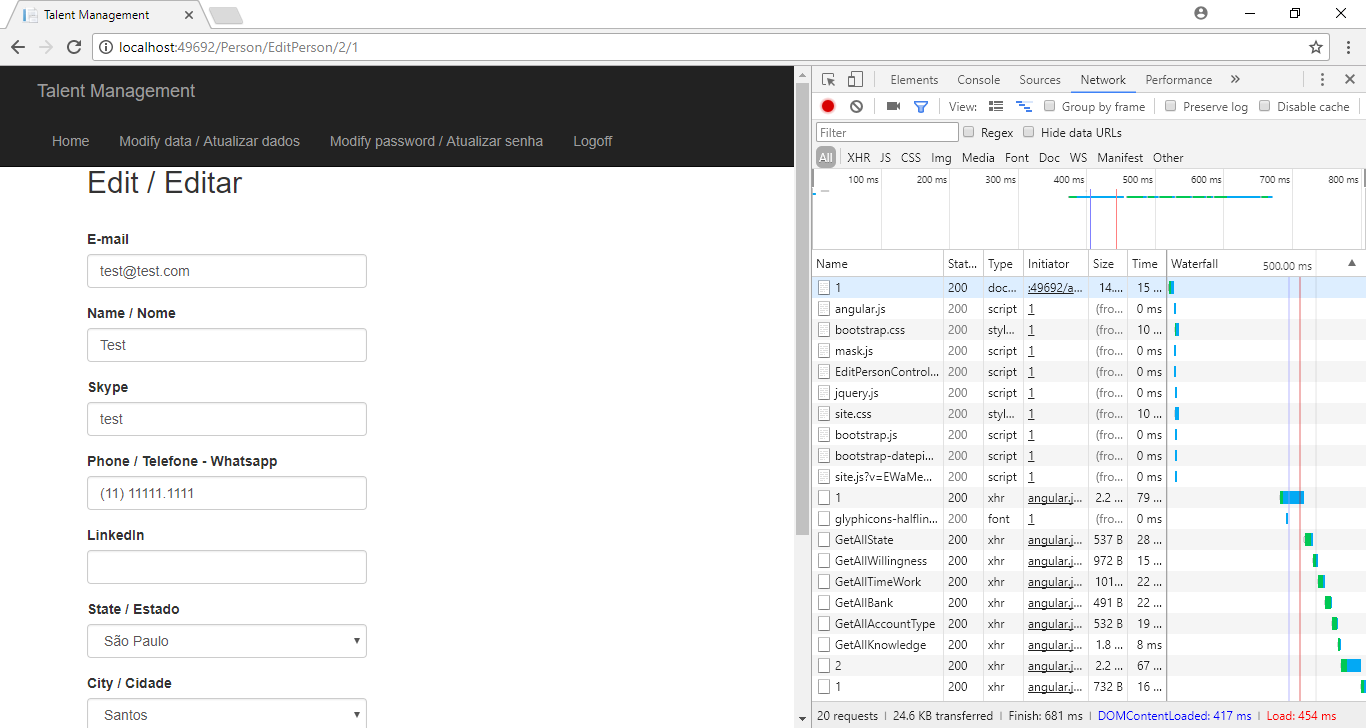 Talent Management
localhost:49692/Person/EditPerson/2/1
Talent Management
Home Modify data / Atualizar dados Modify password / Atualizar senha Logoff
Edit / Editar
E-mail
test@test.com
Name / Nome
Test
Skype
test
Phone / Telefone - Whatsapp
(11) 11111.1111
LinkedIn
State / Estado
São Paulo
City / Cidade
Santos
Elements Console Sources Network Performance »
View: Group by frame Preserve log Disable cache
Filter Regex Hide data URLs
All XHR JS CSS Img Media Font Doc WS Manifest Other
100 ms 200 ms 300 ms 400 ms 500 ms 600 ms 700 ms 800 ms
Name Stat... Type Initiator Size Time Waterfall 500.00 ms
1 200 doc... :49692/a... 14.... 15 ...
angular.js 200 script 1 (fro... 0 ms
bootstrap.css 200 styl... 1 (fro... 10 ...
mask.js 200 script 1 (fro... 0 ms
EditPersonControl... 200 script 1 (fro... 0 ms
jquery.js 200 script 1 (fro... 0 ms
site.css 200 styl... 1 (fro... 10 ...
bootstrap.js 200 script 1 (fro... 0 ms
bootstrap-datepi... 200 script 1 (fro... 0 ms
site.js?v=EWaMe... 200 script 1 (fro... 0 ms
1 200 xhr angular.j... 2.2 ... 79 ...
glyphicons-halflin... 200 font 1 (fro... 0 ms
GetAllState 200 xhr angular.j... 537 B 28 ...
GetAllWillingness 200 xhr angular.j... 972 B 15 ...
GetAllTimeWork 200 xhr angular.j... 101... 22 ...
GetAllBank 200 xhr angular.j... 491 B 22 ...
GetAllAccountType 200 xhr angular.j... 532 B 19 ...
GetAllKnowledge 200 xhr angular.j... 1.8 ... 8 ms
2 200 xhr angular.j... 2.2 ... 67 ...
1 200 xhr angular.j... 732 B 16 ...
20 requests | 24.6 KB transferred | Finish: 681 ms | DOMContentLoaded: 417 ms | Load: 454 ms